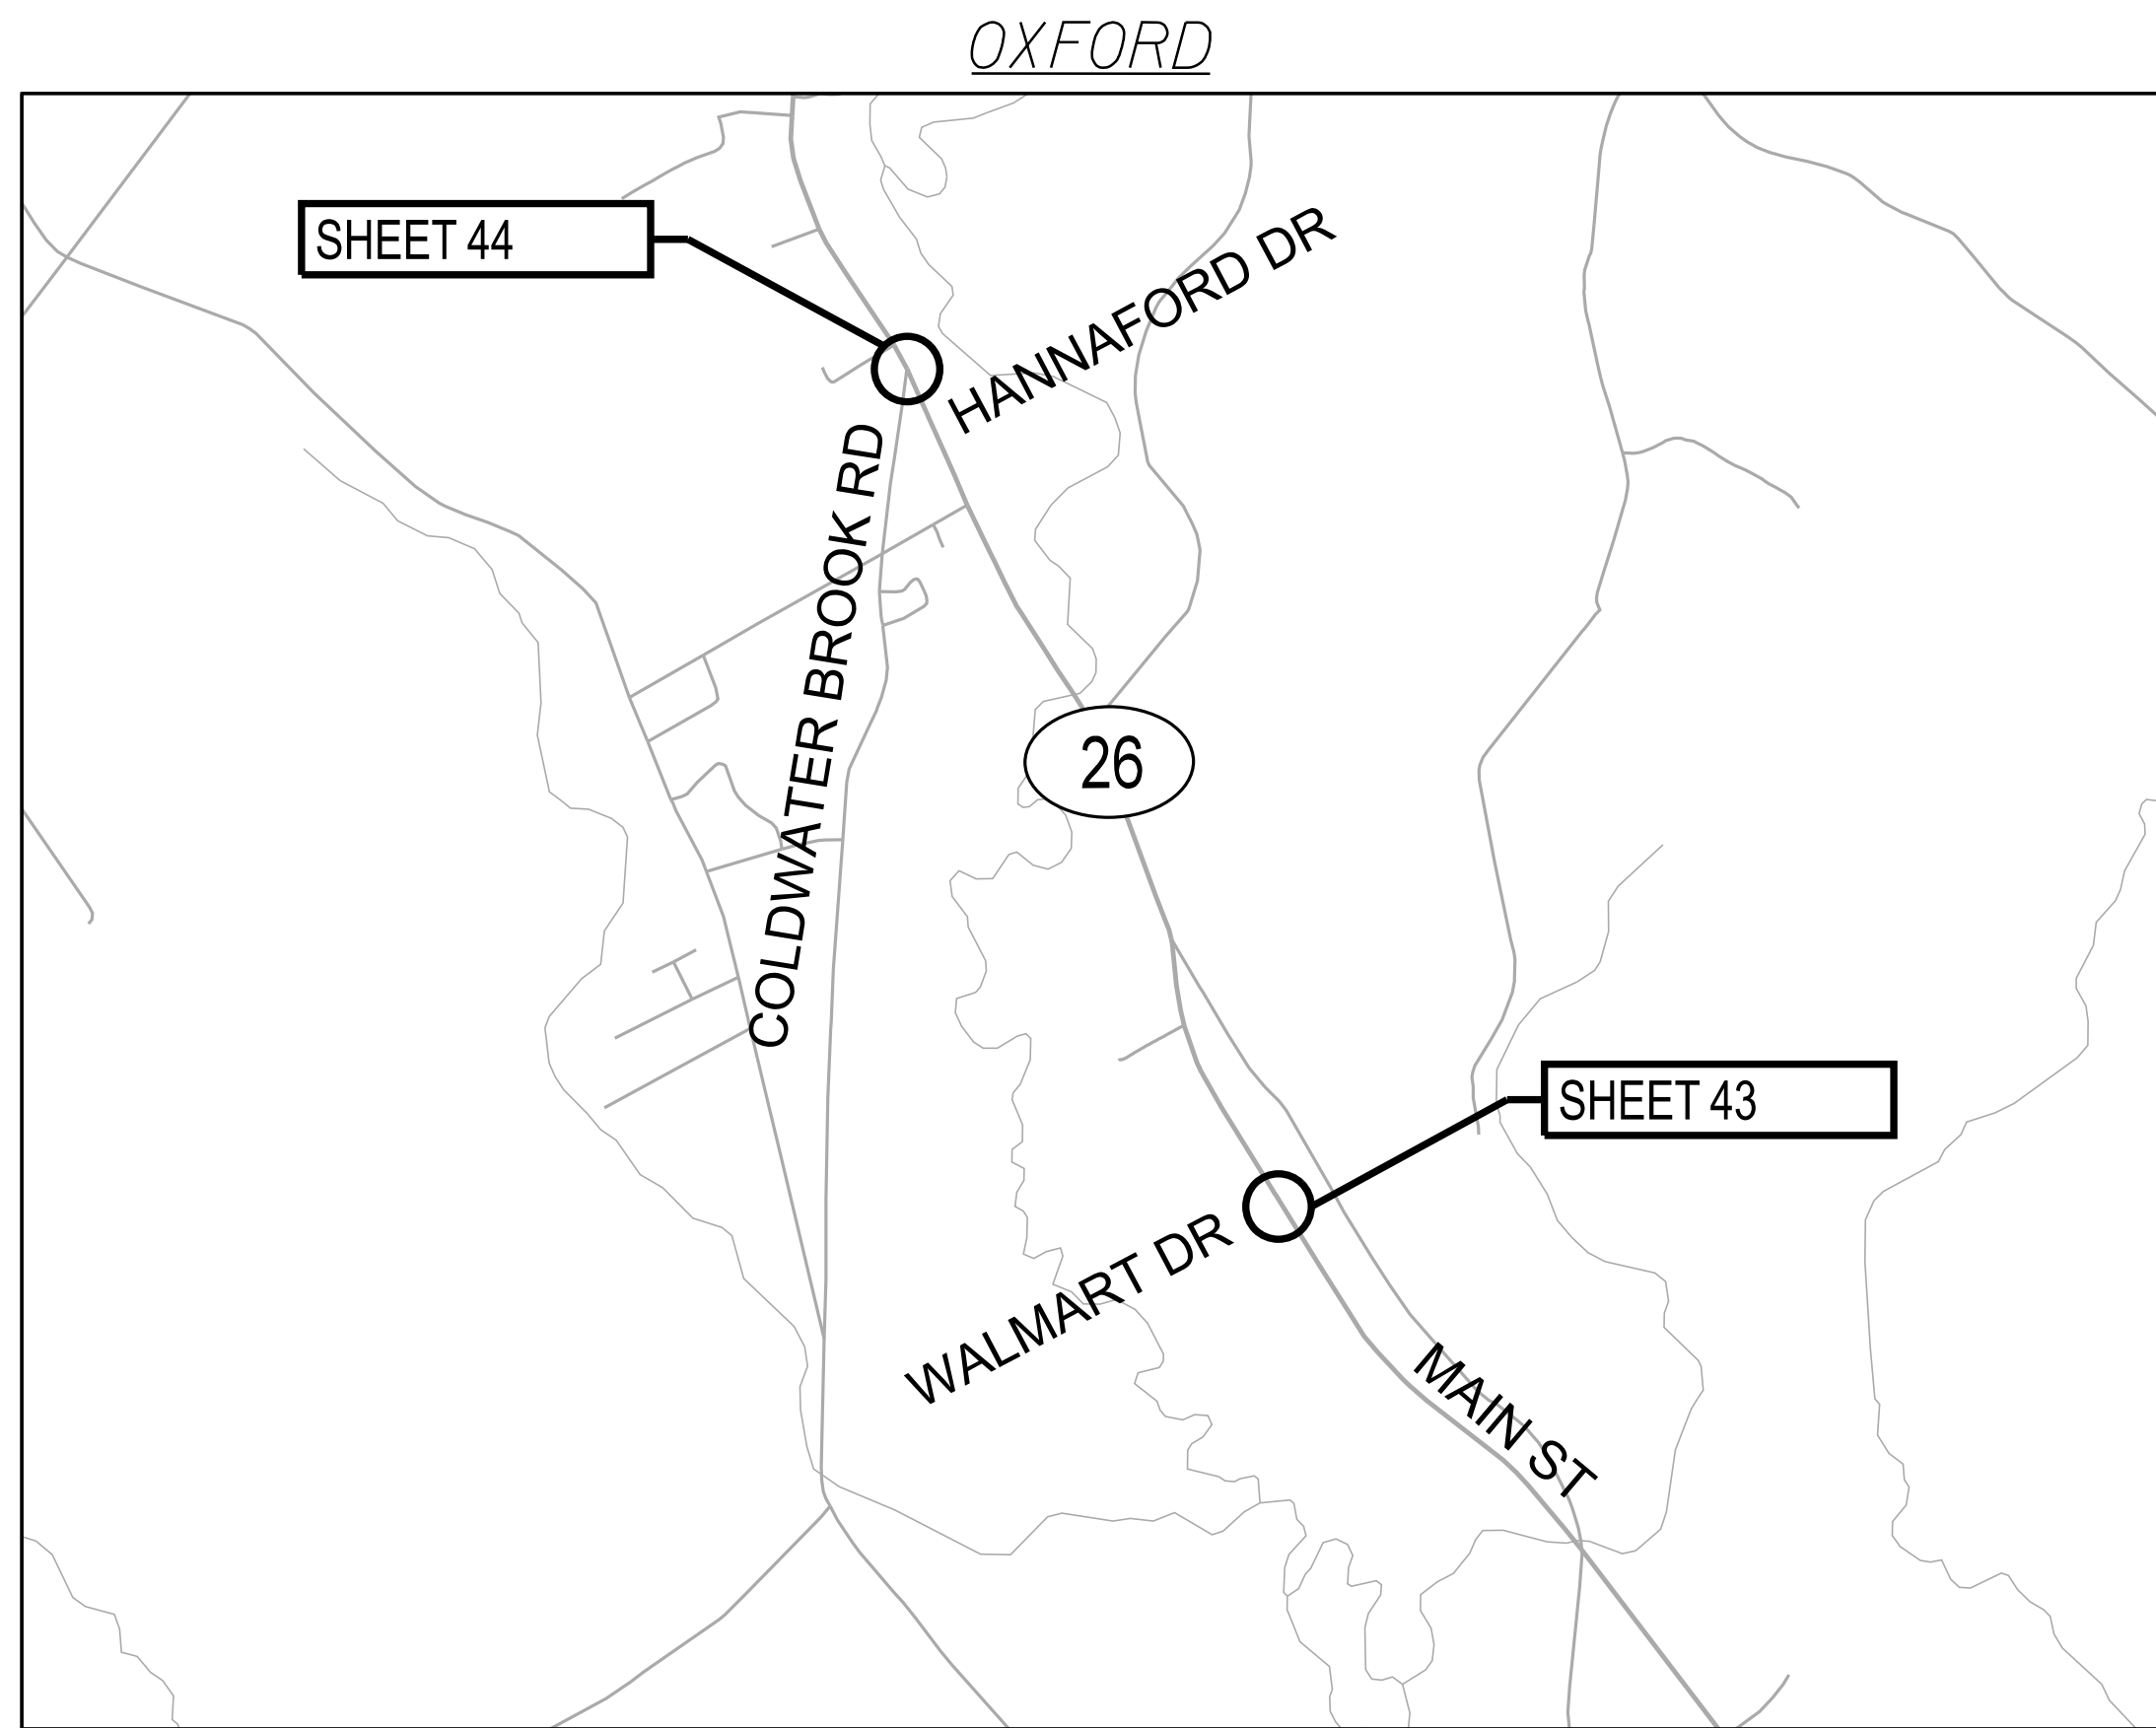 OXFORD
SHEET 44
HANNAFORD DR
COLDWATER BROOK RD
26
SHEET 43
WALMART DR
MAIN ST